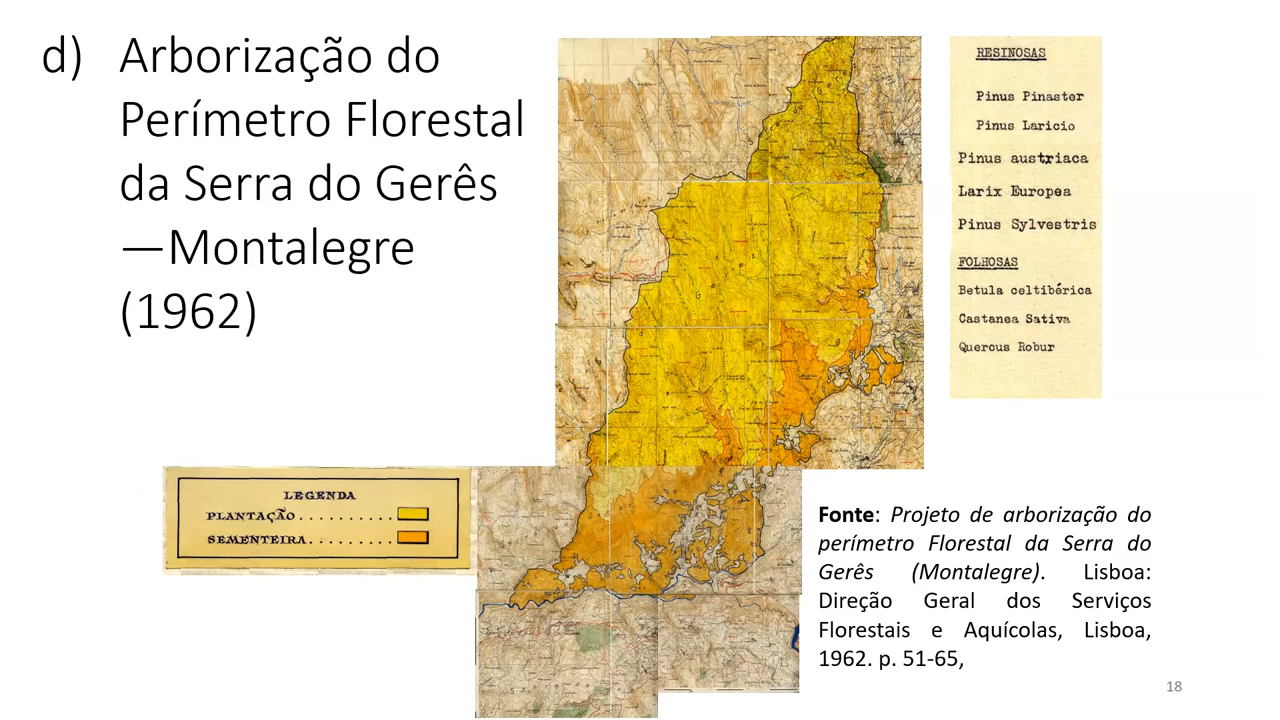 d) Arborização do
Perímetro Florestal
da Serra do Gerês
—Montalegre
(1962)
RESINOSAS
Pinus Pinaster
Pinus Laricio
Pinus austriaca
Larix Europea
Pinus Sylvestris
FOLHOSAS
Betula celtibérica
Castanea Sativa
Quercus Robur
LEGENDA
PLANTAÇÃO..........
SEMENTEIRA.........
Fonte: Projeto de arborização do
perímetro Florestal da Serra do
Gerês (Montalegre). Lisboa:
Direção Geral dos Serviços
Florestais e Aquícolas, Lisboa,
1962. p. 51-65,
18